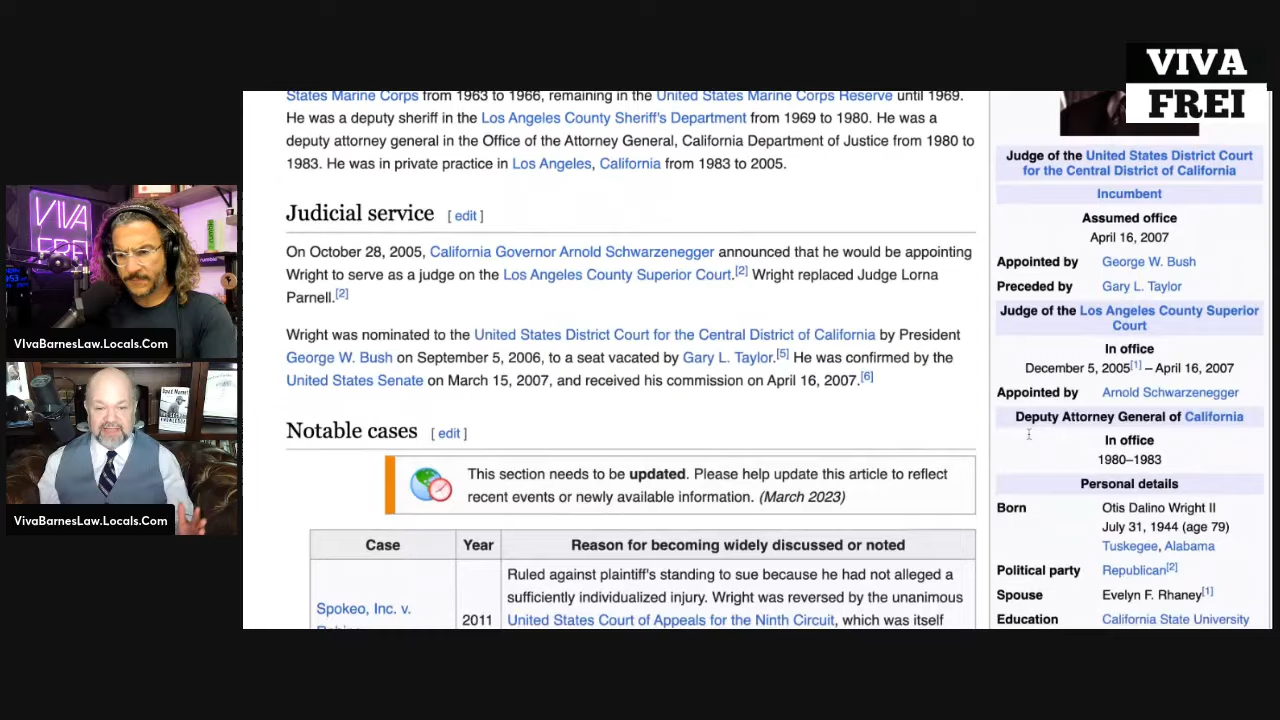 VIVA
FREI
States Marine Corps from 1963 to 1966, remaining in the United States Marine Corps Reserve until 1969.
He was a deputy sheriff in the Los Angeles County Sheriff's Department from 1969 to 1980. He was a
deputy attorney general in the Office of the Attorney General, California Department of Justice from 1980 to
1983. He was in private practice in Los Angeles, California from 1983 to 2005.
Judicial service [ edit ]
On October 28, 2005, California Governor Arnold Schwarzenegger announced that he would be appointing
Wright to serve as a judge on the Los Angeles County Superior Court.[2] Wright replaced Judge Lorna
Parnell.[2]
Wright was nominated to the United States District Court for the Central District of California by President
George W. Bush on September 5, 2006, to a seat vacated by Gary L. Taylor.[5] He was confirmed by the
United States Senate on March 15, 2007, and received his commission on April 16, 2007.[6]
Notable cases [ edit ]
This section needs to be updated. Please help update this article to reflect
recent events or newly available information. (March 2023)
Case Year Reason for becoming widely discussed or noted
Spokeo, Inc. v.
2011
Ruled against plaintiff's standing to sue because he had not alleged a
sufficiently individualized injury. Wright was reversed by the unanimous
United States Court of Appeals for the Ninth Circuit, which was itself
Judge of the United States District Court
for the Central District of California
Incumbent
Assumed office
April 16, 2007
Appointed by George W. Bush
Preceded by Gary L. Taylor
Judge of the Los Angeles County Superior
Court
In office
December 5, 2005[1] – April 16, 2007
Appointed by Arnold Schwarzenegger
Deputy Attorney General of California
In office
1980–1983
Personal details
Born Otis Dalino Wright II
July 31, 1944 (age 79)
Tuskegee, Alabama
Political party Republican[2]
Spouse Evelyn F. Rhaney[1]
Education California State University
VIVA
FREI
VIvaBarnesLaw.Locals.Com
VivaBarnesLaw.Locals.Com